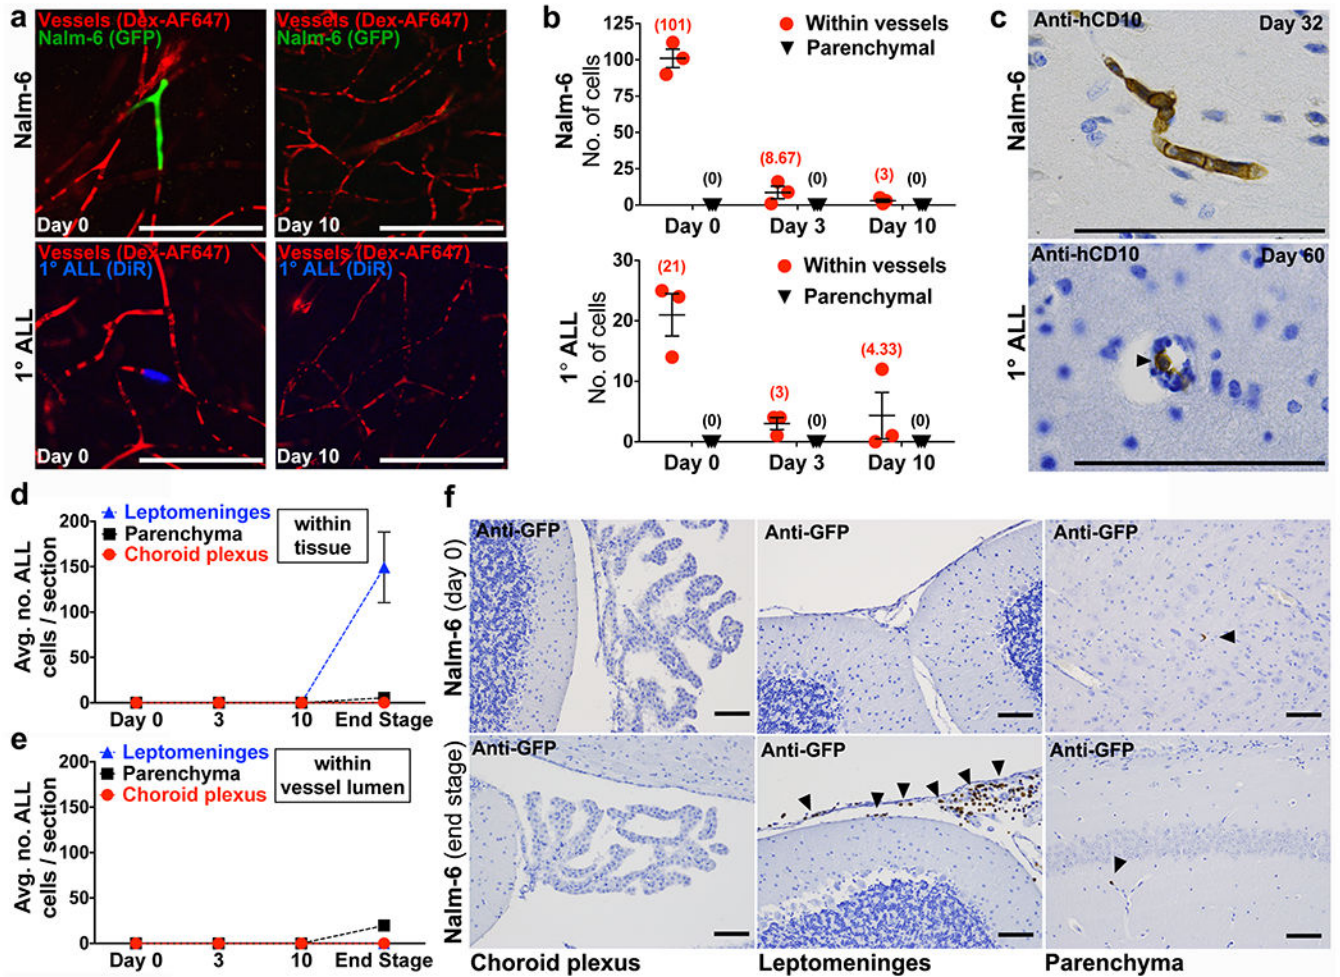 a
Nalm-6
Vessels (Dex-AF647)
Nalm-6 (GFP)
Day 0
Vessels (Dex-AF647)
Nalm-6 (GFP)
Day 10
1° ALL
Vessels (Dex-AF647)
1° ALL (DiR)
Day 0
Vessels (Dex-AF647)
1° ALL (DiR)
Day 10
b
Nalm-6
No. of cells
125
100
75
50
25
0
(101)
(0)
(8.67)
(0)
(3)
(0)
Within vessels
Parenchymal
Day 0
Day 3
Day 10
1° ALL
No. of cells
30
20
10
0
(21)
(0)
(3)
(0)
(4.33)
(0)
Within vessels
Parenchymal
Day 0
Day 3
Day 10
c
Nalm-6
Anti-hCD10
Day 32
1° ALL
Anti-hCD10
Day 60
d
Avg. no. ALL
cells / section
200
150
100
50
0
Leptomeninges
Parenchyma
Choroid plexus
within
tissue
Day 0
3
10
End Stage
e
Avg. no. ALL
cells / section
200
150
100
50
0
Leptomeninges
Parenchyma
Choroid plexus
within
vessel lumen
Day 0
3
10
End Stage
f
Nalm-6 (day 0)
Anti-GFP
Anti-GFP
Anti-GFP
Nalm-6 (end stage)
Anti-GFP
Anti-GFP
Anti-GFP
Choroid plexus
Leptomeninges
Parenchyma